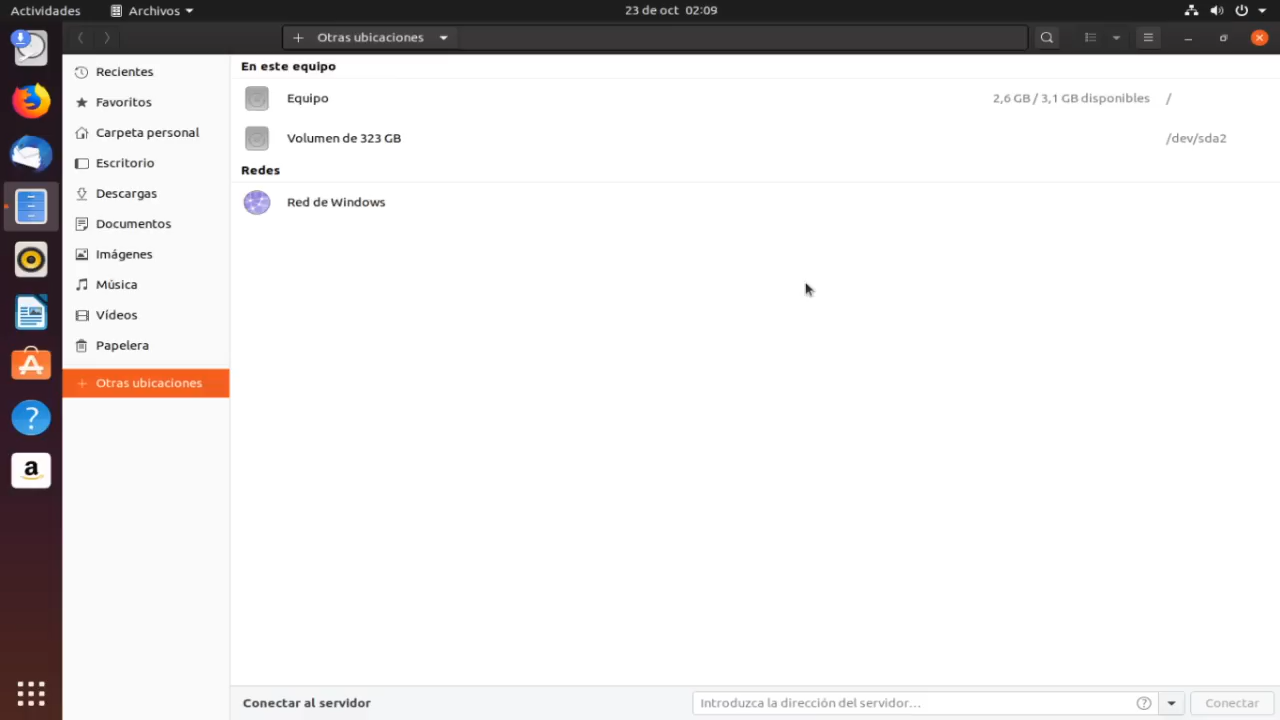 Actividades
Archivos
23 de oct 02:09
Otras ubicaciones
Recientes
Favoritos
Carpeta personal
Escritorio
Descargas
Documentos
Imágenes
Música
Vídeos
Papelera
Otras ubicaciones
En este equipo
Equipo
2,6 GB / 3,1 GB disponibles
/
Volumen de 323 GB
/dev/sda2
Redes
Red de Windows
Conectar al servidor
Introduzca la dirección del servidor…
Conectar